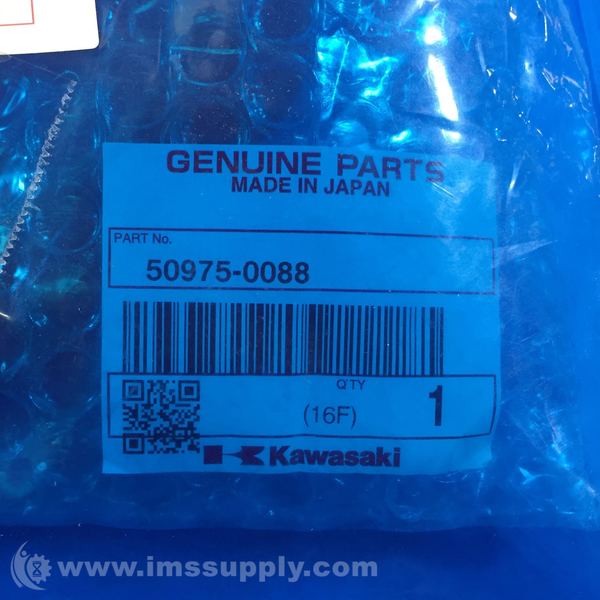 GENUINE PARTS
MADE IN JAPAN
PART No.
50975-0088
Q'TY
(16F) 1
Kawasaki
www.imssupply.com